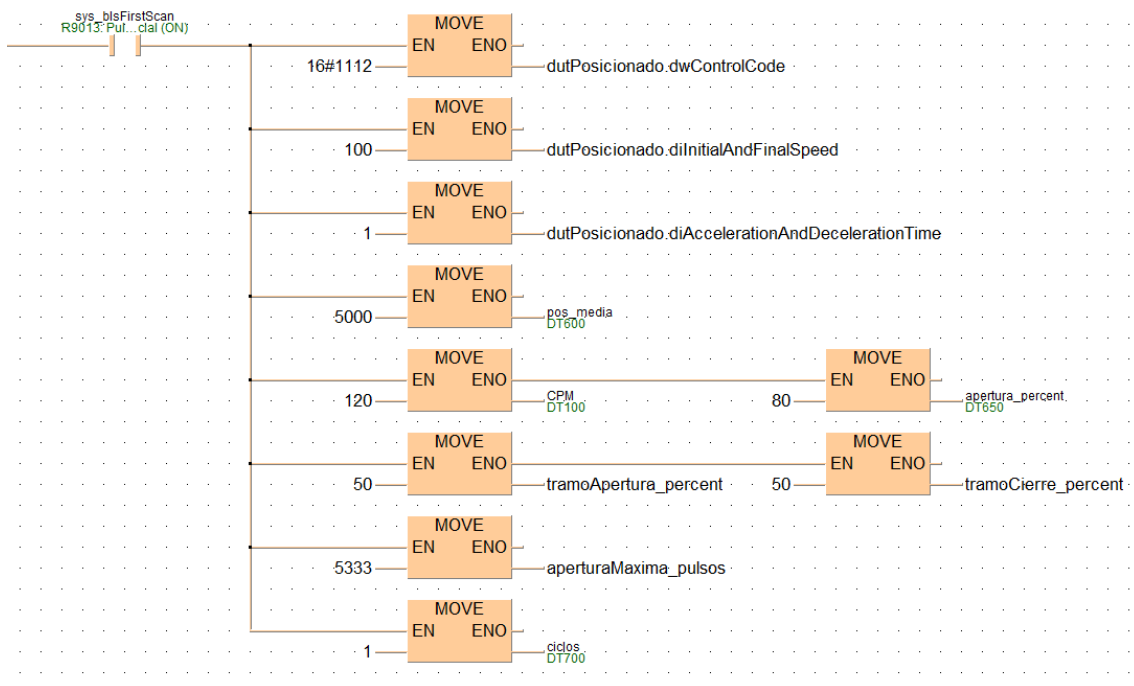 sys_bIsFirstScan
R9013: Pul...cial (ON)
MOVE
EN ENO
16#1112 dutPosicionado.dwControlCode
MOVE
EN ENO
100 dutPosicionado.diInitialAndFinalSpeed
MOVE
EN ENO
1 dutPosicionado.diAccelerationAndDecelerationTime
MOVE
EN ENO
5000 pos_media
DT600
MOVE MOVE
EN ENO EN ENO
120 CPM 80 apertura_percent
DT100 DT650
MOVE MOVE
EN ENO EN ENO
50 tramoApertura_percent 50 tramoCierre_percent
MOVE
EN ENO
5333 aperturaMaxima_pulsos
MOVE
EN ENO
1 ciclos
DT700